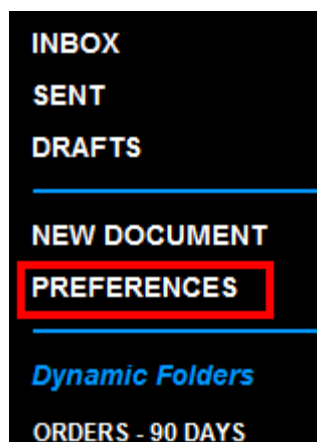 INBOX
SENT
DRAFTS
NEW DOCUMENT
PREFERENCES
Dynamic Folders
ORDERS - 90 DAYS